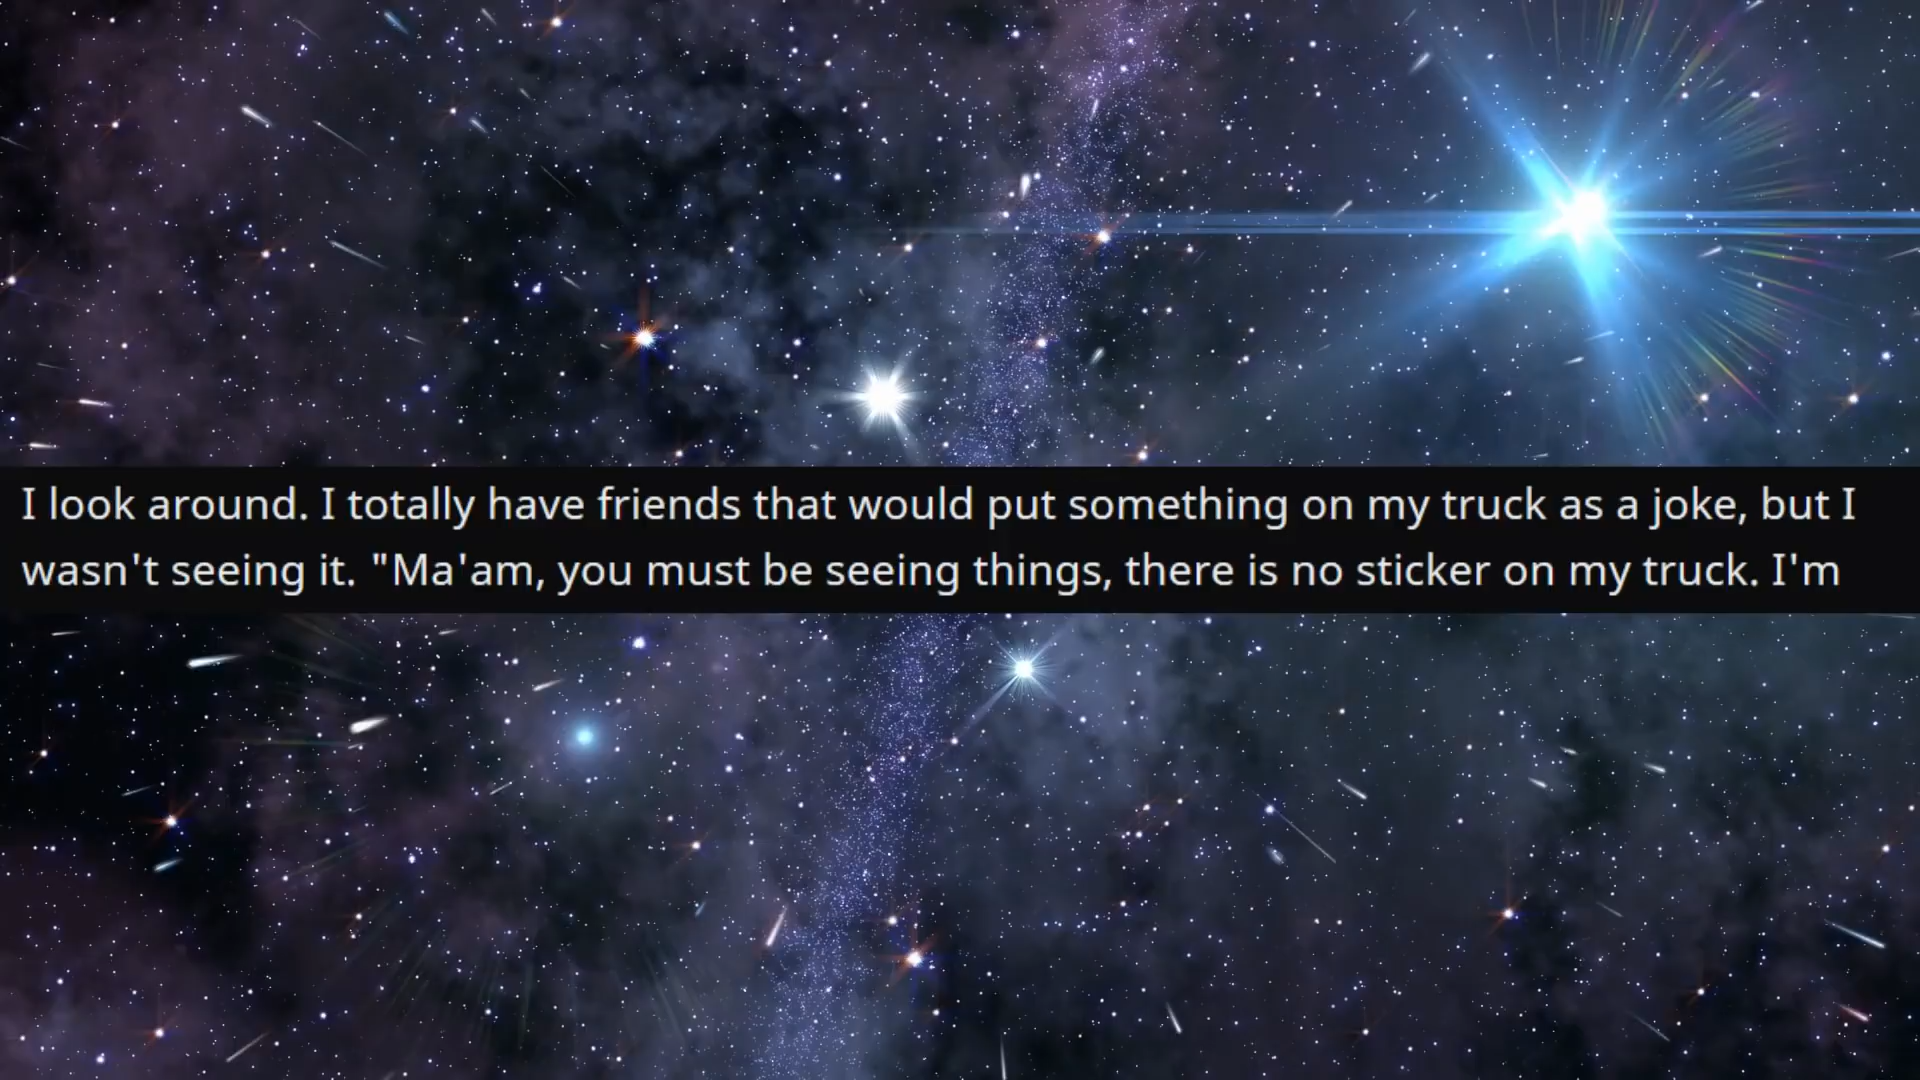 I look around. I totally have friends that would put something on my truck as a joke, but I
wasn't seeing it. "Ma'am, you must be seeing things, there is no sticker on my truck. I'm